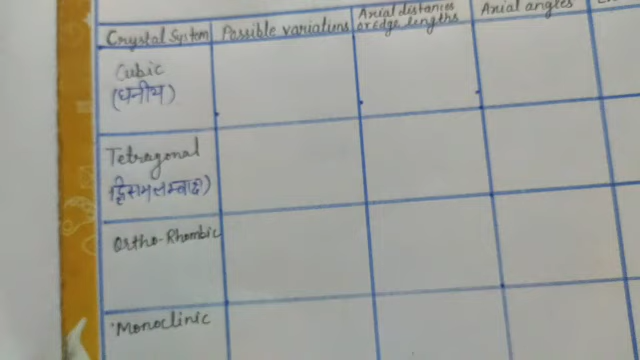 Crystal System Possible variations Axial distances or edge lengths Axial angles
Cubic
(घनीय)
Tetragonal
(द्विसमलम्बाक्ष)
Ortho-Rhombic
Monoclinic